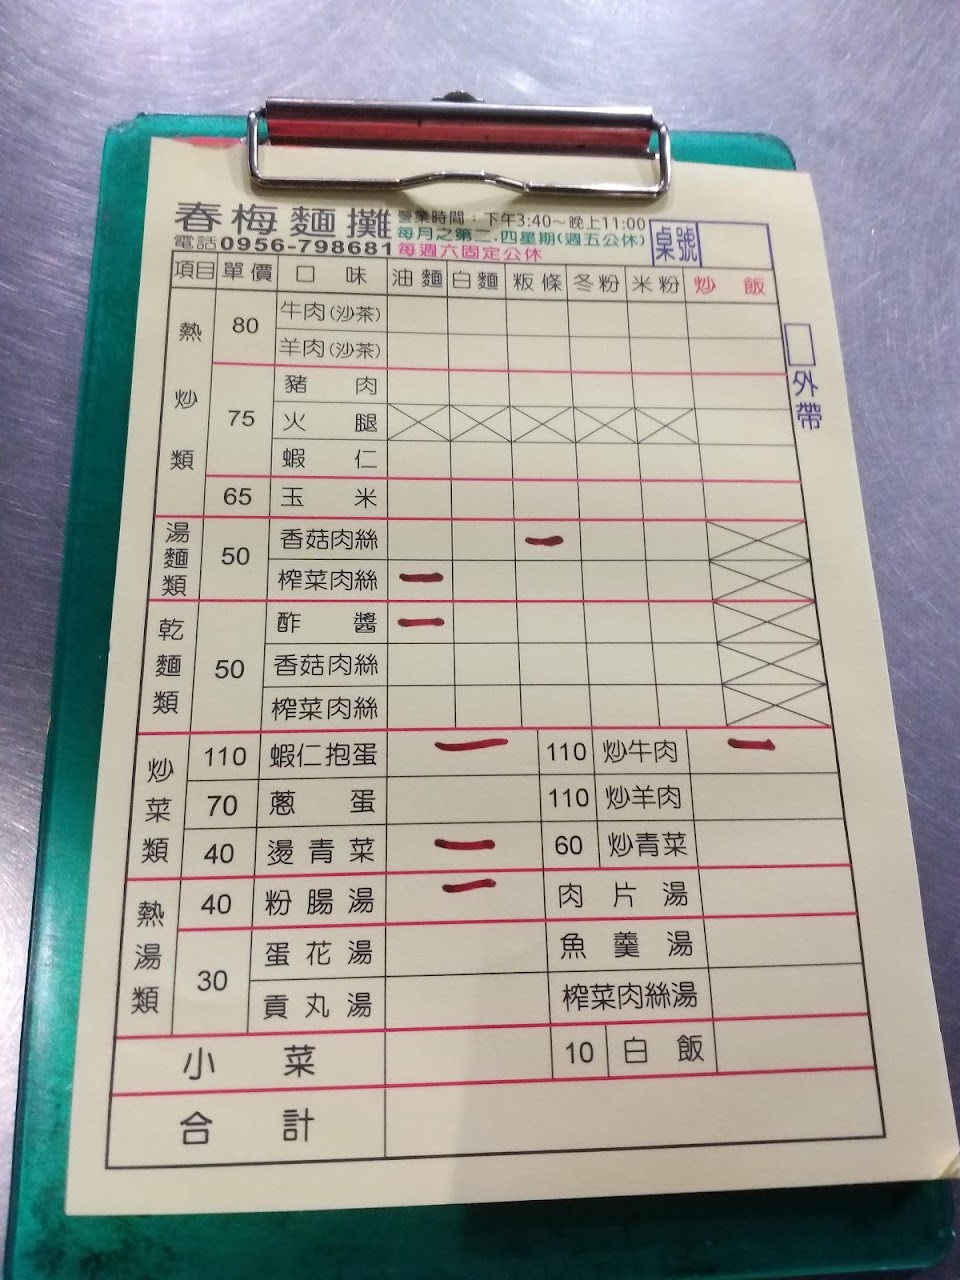 春梅麵攤 營業時間：下午3:40～晚上11:00
每月之第二.四星期(週五公休)
電話0956-798681 每週六固定公休
桌號
項目 單價 口味 油麵 白麵 粄條 冬粉 米粉 炒飯
外帶
熱炒類
80 牛肉(沙茶)
羊肉(沙茶)
75 豬肉
火腿
蝦仁
65 玉米
湯麵類
50 香菇肉絲
榨菜肉絲
乾麵類
50 酢醬
香菇肉絲
榨菜肉絲
炒菜類
110 蝦仁抱蛋 110 炒牛肉
70 蔥蛋 110 炒羊肉
40 燙青菜 60 炒青菜
熱湯類
40 粉腸湯 肉片湯
30 蛋花湯 魚羹湯
貢丸湯 榨菜肉絲湯
小菜 10 白飯
合計